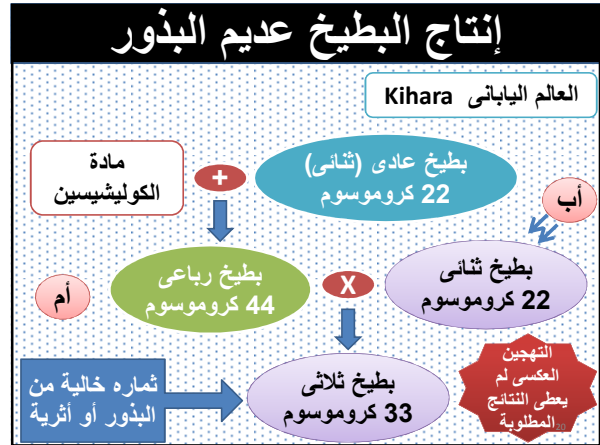 إنتاج البطيخ عديم البذور
العالم اليابانى Kihara
مادة
الكوليشيسين
+
بطيخ عادى (ثنائى)
22 كروموسوم
أب
أم
بطيخ رباعى
44 كروموسوم
X
بطيخ ثنائى
22 كروموسوم
ثماره خالية من
البذور أو أثرية
بطيخ ثلاثى
33 كروموسوم
التهجين
العكسى لم
يعطى النتائج
المطلوبة
20